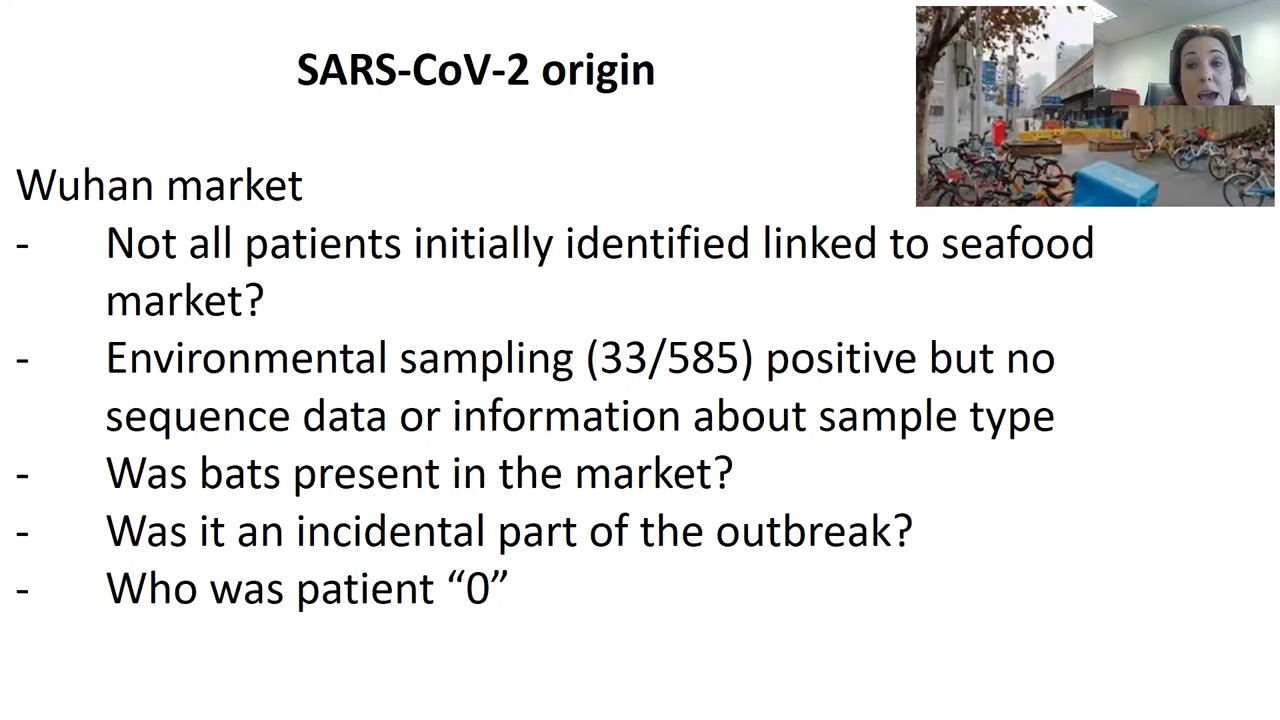 SARS-CoV-2 origin
Wuhan market
- Not all patients initially identified linked to seafood
market?
- Environmental sampling (33/585) positive but no
sequence data or information about sample type
- Was bats present in the market?
- Was it an incidental part of the outbreak?
- Who was patient “0”